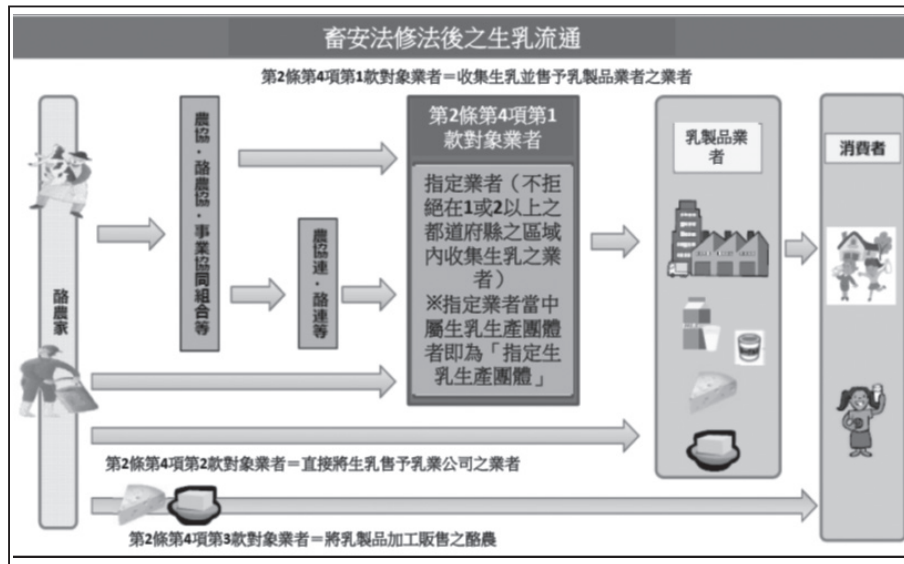 畜安法修法後之生乳流通
第2條第4項第1款對象業者＝收集生乳並售予乳製品業者之業者
酪農家
農協・酪農協・事業協同組合等
農協連・酪連等
第2條第4項第1
款對象業者
指定業者（不拒
絕在1或2以上之
都道府縣之區域
內收集生乳之業
者）
※指定業者當中
屬生乳生產團體
者即為「指定生
乳生產團體」
乳製品業
者
消費者
第2條第4項第2款對象業者＝直接將生乳售予乳業公司之業者
第2條第4項第3款對象業者＝將乳製品加工販售之酪農